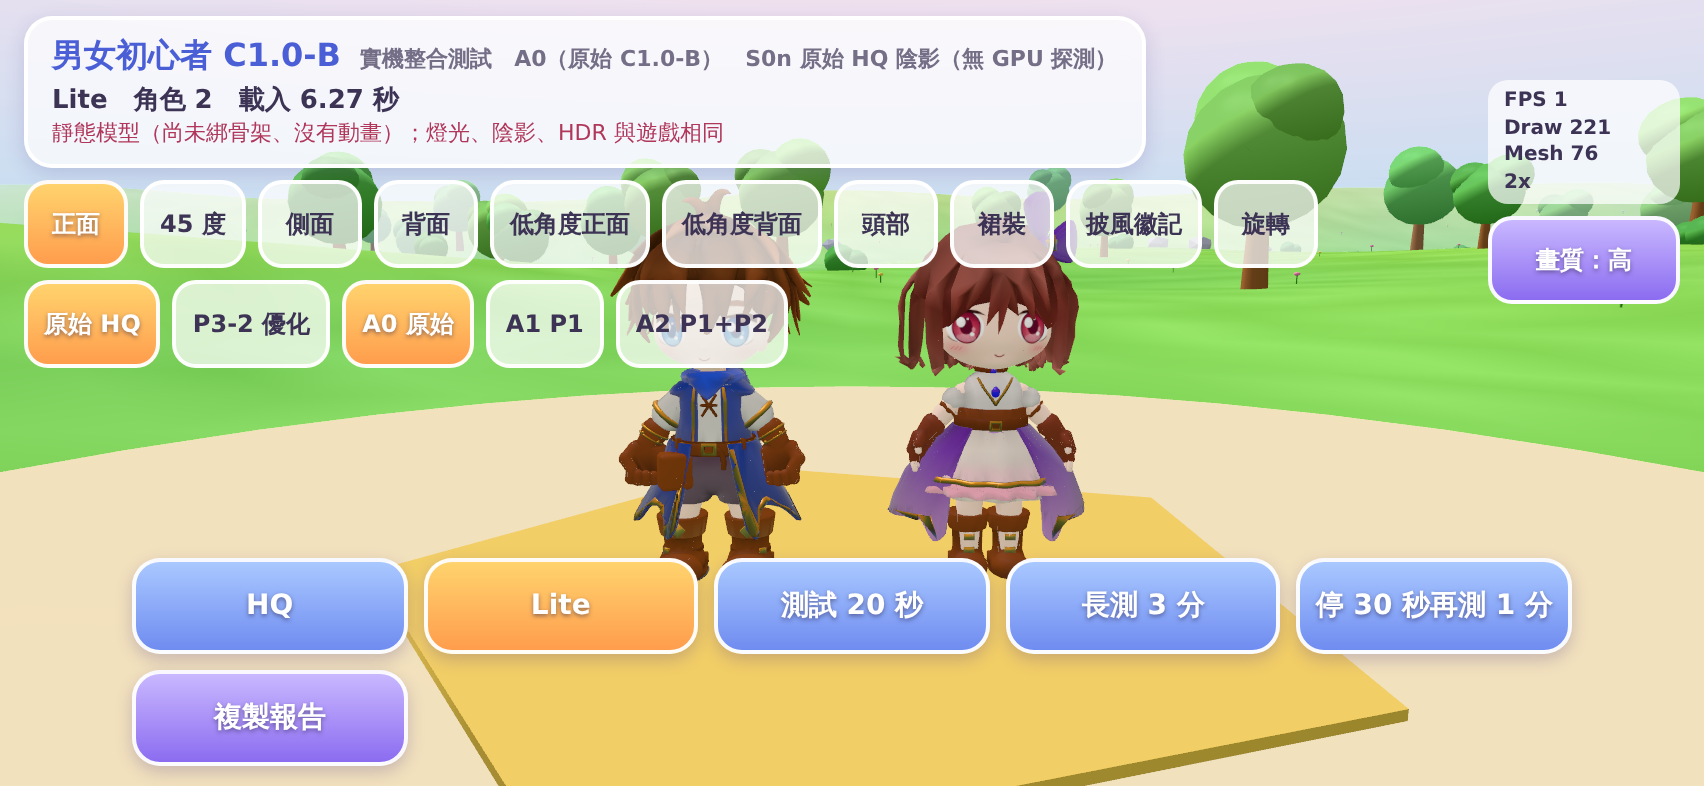 男女初心者 C1.0-B 實機整合測試 A0（原始 C1.0-B） S0n 原始 HQ 陰影（無 GPU 探測）
Lite 角色 2 載入 6.27 秒
靜態模型（尚未綁骨架、沒有動畫）；燈光、陰影、HDR 與遊戲相同
FPS 1
Draw 221
Mesh 76
2x
正面 45 度 側面 背面 低角度正面 低角度背面 頭部 裙裝 披風徽記 旋轉
畫質：高
原始 HQ P3-2 優化 A0 原始 A1 P1 A2 P1+P2
HQ Lite 測試 20 秒 長測 3 分 停 30 秒再測 1 分
複製報告